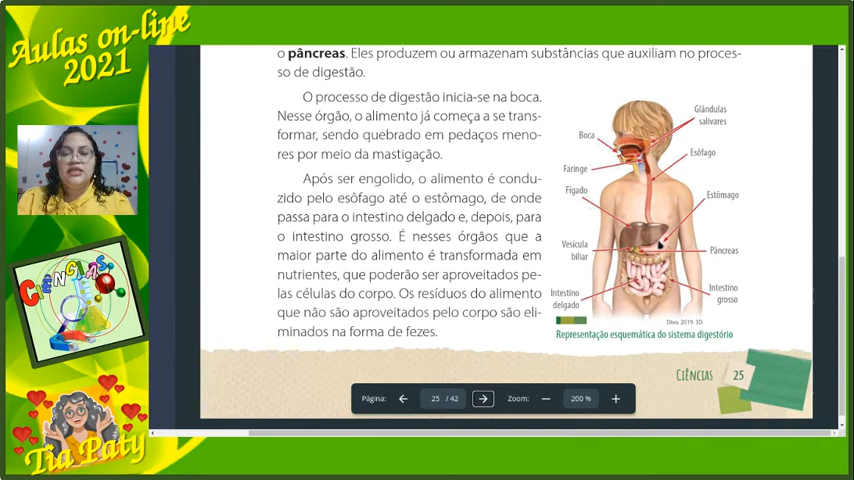 Aulas on-line
2021
CIÊNCIAS
Tia Paty
o pâncreas. Eles produzem ou armazenam substâncias que auxiliam no proces-
so de digestão.
O processo de digestão inicia-se na boca.
Nesse órgão, o alimento já começa a se trans-
formar, sendo quebrado em pedaços meno-
res por meio da mastigação.
Após ser engolido, o alimento é condu-
zido pelo esôfago até o estômago, de onde
passa para o intestino delgado e, depois, para
o intestino grosso. É nesses órgãos que a
maior parte do alimento é transformada em
nutrientes, que poderão ser aproveitados pe-
las células do corpo. Os resíduos do alimento
que não são aproveitados pelo corpo são eli-
minados na forma de fezes.
Glândulas
salivares
Boca
Esôfago
Faringe
Fígado
Estômago
Vesícula
biliar
Pâncreas
Intestino
delgado
Intestino
grosso
Divo. 2019. 3D.
Representação esquemática do sistema digestório
CIÊNCIAS 25
Página: 25 / 42 Zoom: 200 %